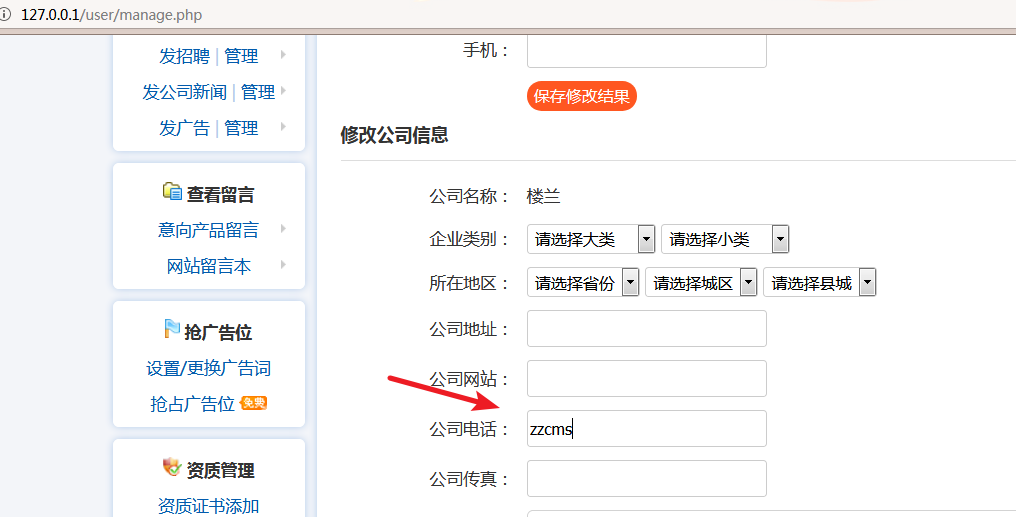 127.0.0.1/user/manage.php
发招聘 | 管理
发公司新闻 | 管理
发广告 | 管理
查看留言
意向产品留言
网站留言本
抢广告位
设置/更换广告词
抢占广告位 免费
资质管理
资质证书添加
手机：
保存修改结果
修改公司信息
公司名称： 楼兰
企业类别： 请选择大类 请选择小类
所在地区： 请选择省份 请选择城区 请选择县城
公司地址：
公司网站：
公司电话： zzcms
公司传真：